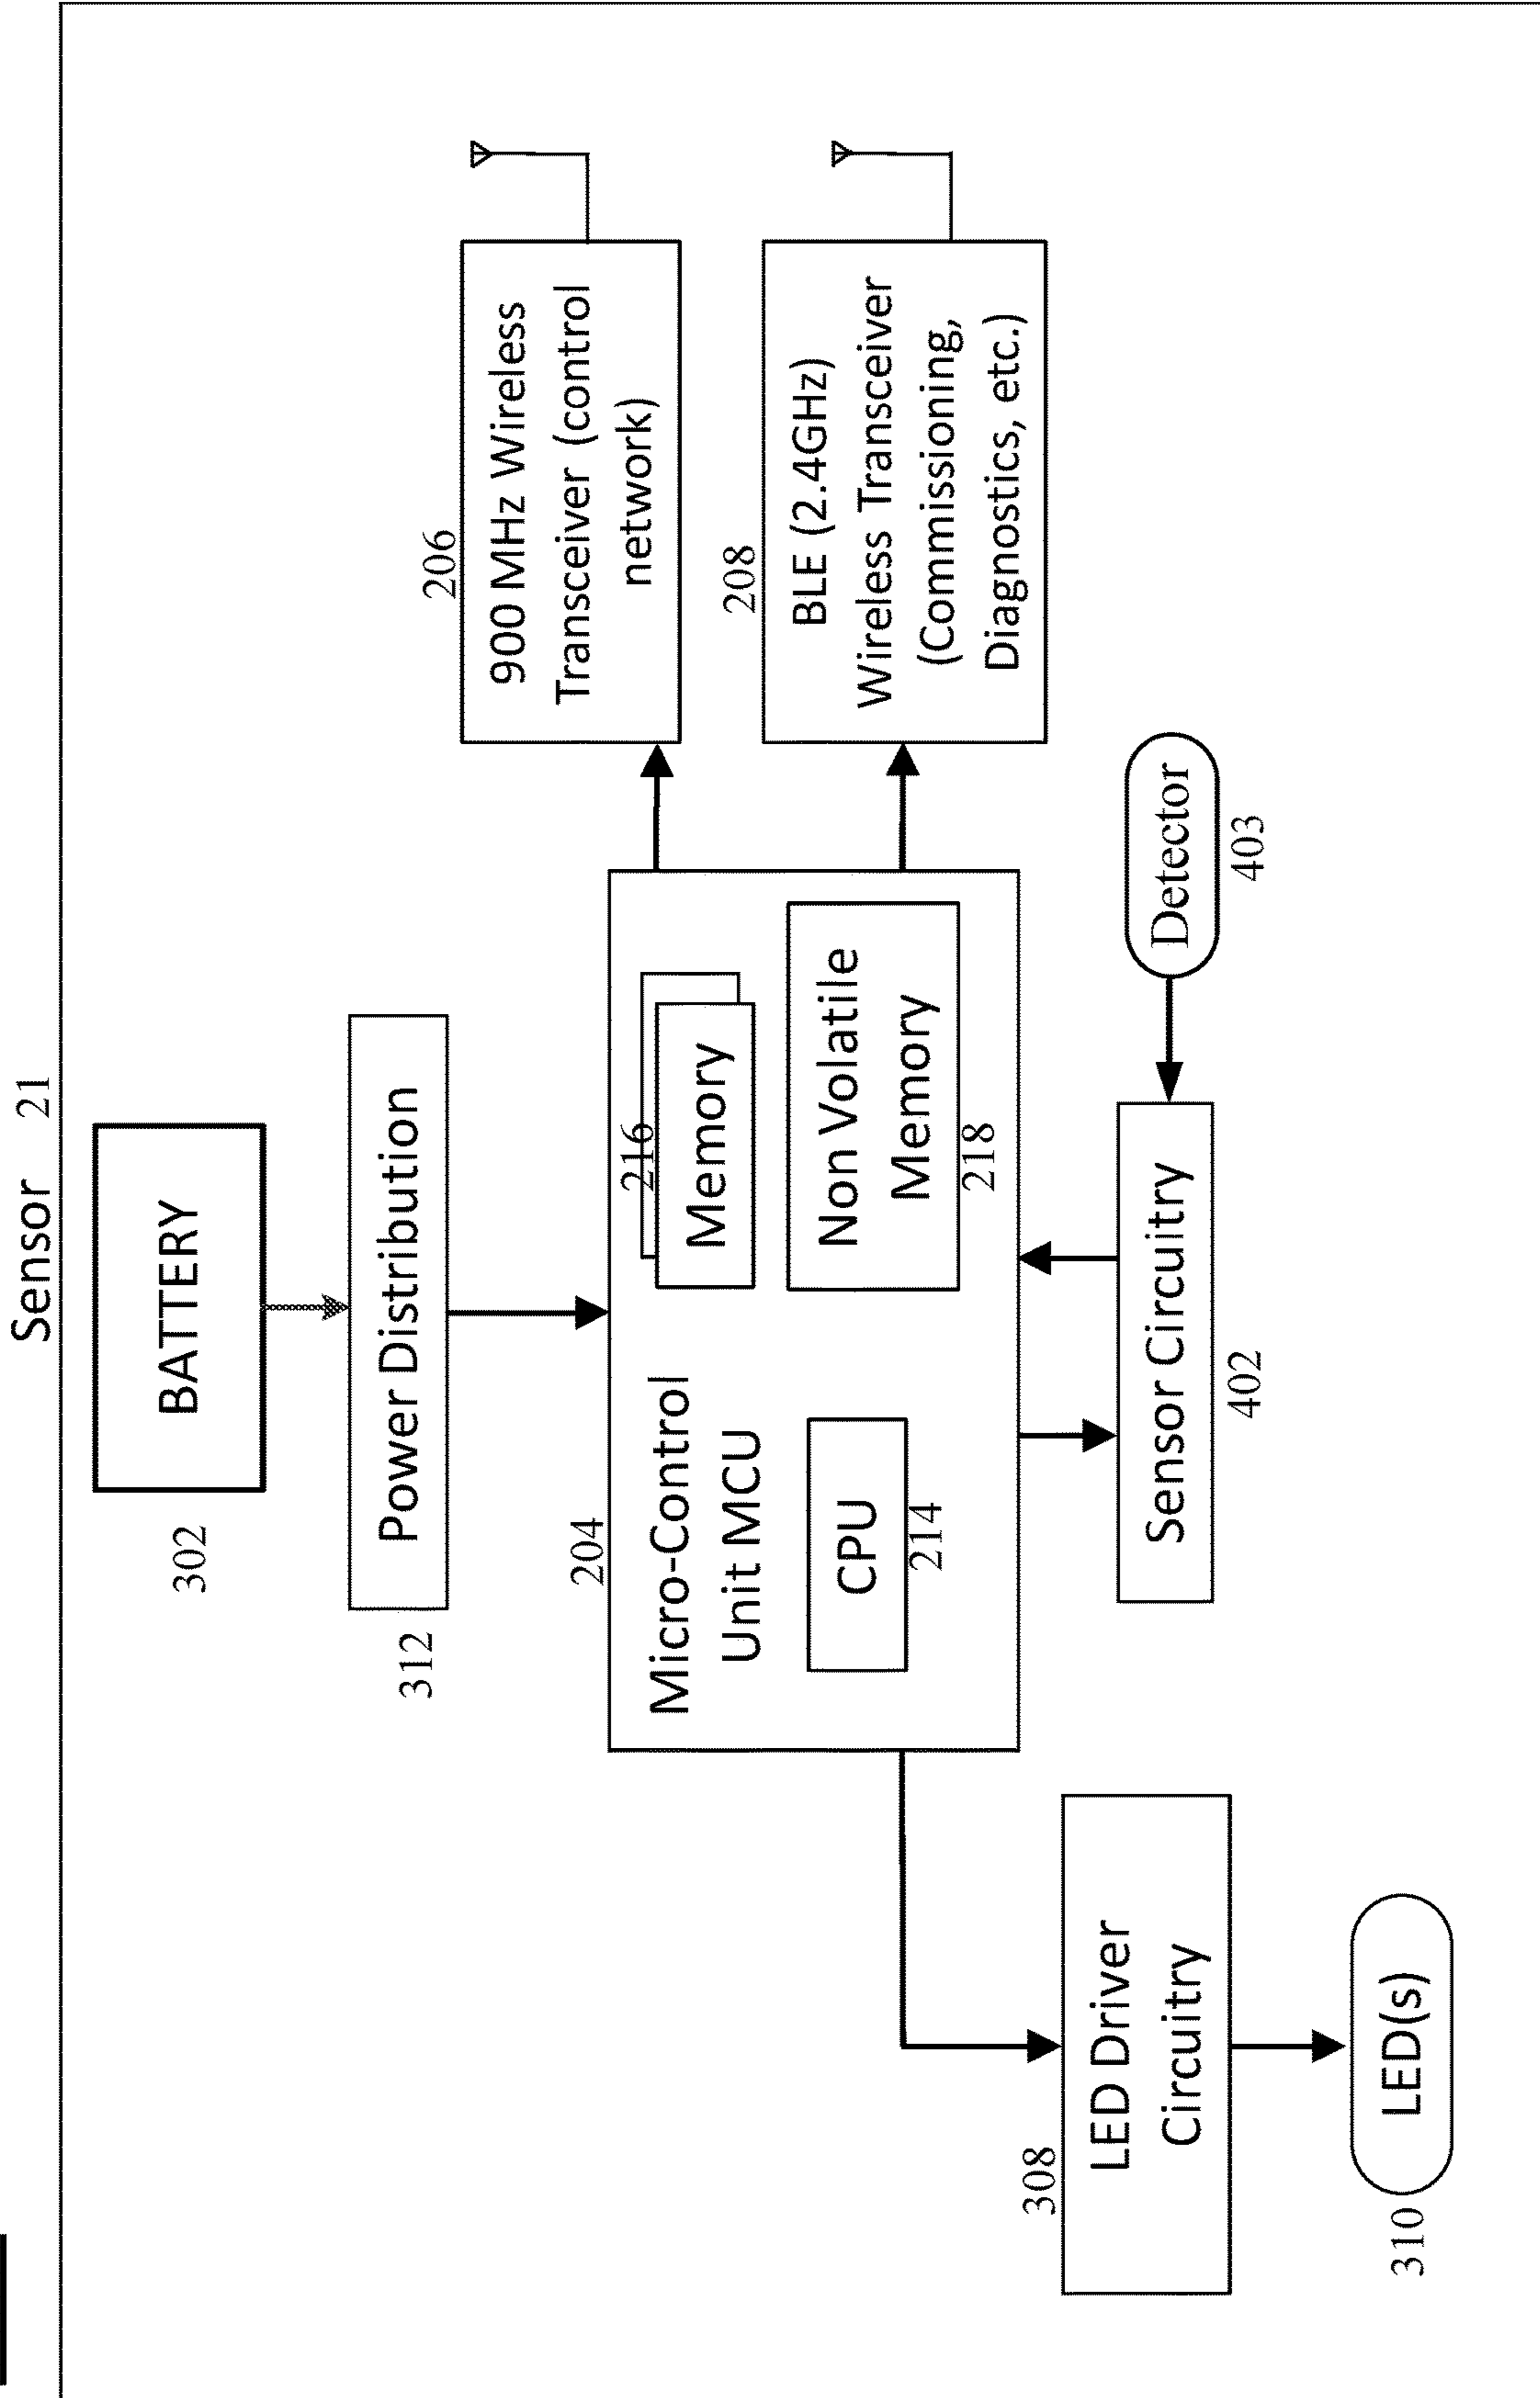 Sensor 21
BATTERY
302
Power Distribution
312
206
900 MHz Wireless
Transceiver (control
network)
204
Micro-Control
Unit MCU
216
Memory
CPU
214
Non Volatile
Memory
218
208
BLE (2.4GHz)
Wireless Transceiver
(Commissioning,
Diagnostics, etc.)
308
LED Driver
Circuitry
Sensor Circuitry
402
Detector
403
LED(s)
310